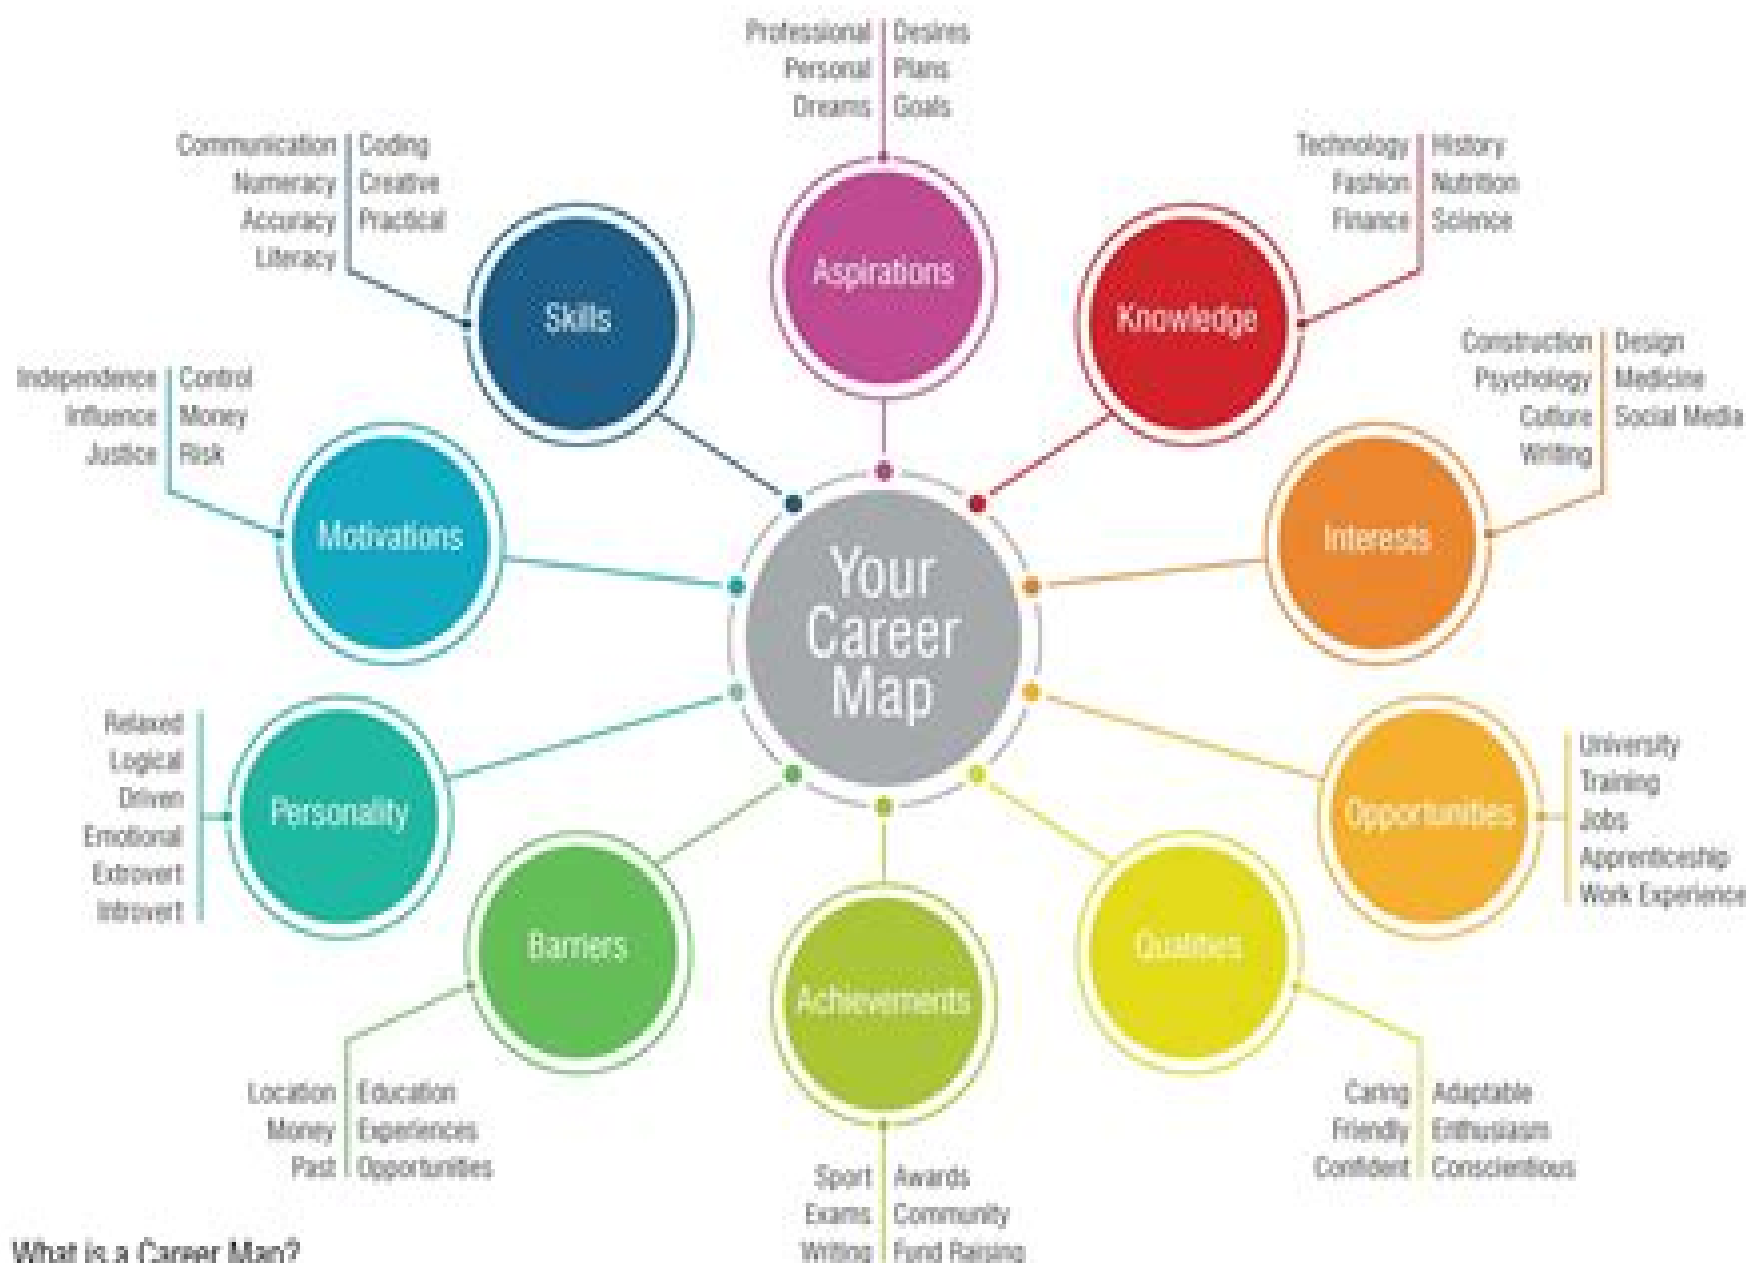 Professional | Desires
Personal | Plans
Dreams | Goals
Aspirations
Communication | Coding
Numeracy | Creative
Accuracy | Practical
Literacy
Skills
Technology | History
Fashion | Nutrition
Finance | Science
Knowledge
Independence | Control
Influence | Money
Justice | Risk
Motivations
Construction | Design
Psychology | Medicine
Culture | Social Media
Writing
Interests
Your
Career
Map
Relaxed
Logical
Driven
Emotional
Extrovert
Introvert
Personality
University
Training
Jobs
Apprenticeship
Work Experience
Opportunities
Barriers
Location | Education
Money | Experiences
Past | Opportunities
Achievements
Sport | Awards
Exams | Community
Writing | Fund Raising
Qualities
Caring | Adaptable
Friendly | Enthusiasm
Confident | Conscientious
What is a Career Map?